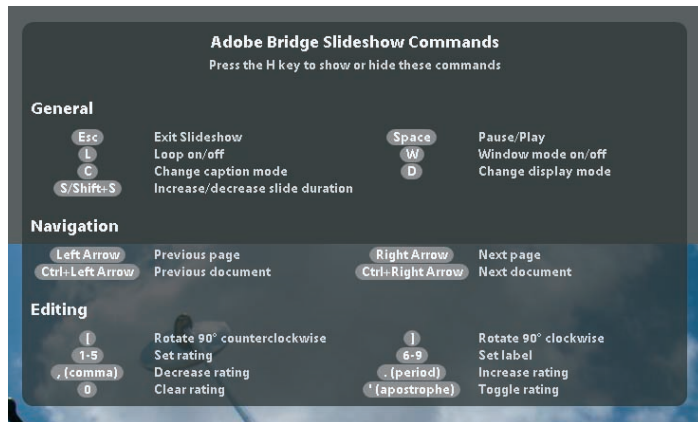 Adobe Bridge Slideshow Commands
Press the H key to show or hide these commands
General
Esc Exit Slideshow Space Pause/Play
L Loop on/off W Window mode on/off
C Change caption mode D Change display mode
S/Shift+S Increase/decrease slide duration
Navigation
Left Arrow Previous page Right Arrow Next page
Ctrl+Left Arrow Previous document Ctrl+Right Arrow Next document
Editing
[ Rotate 90° counterclockwise ] Rotate 90° clockwise
1-5 Set rating 6-9 Set label
, (comma) Decrease rating . (period) Increase rating
0 Clear rating ' (apostrophe) Toggle rating